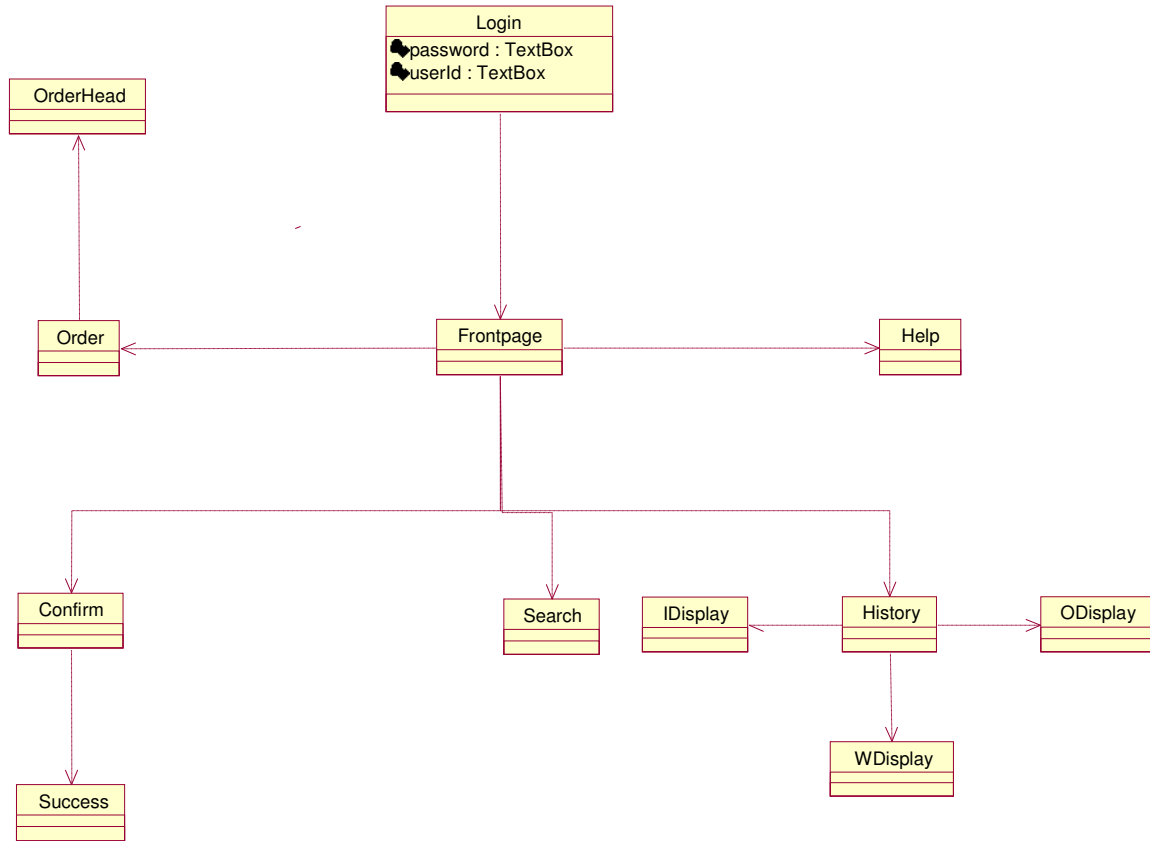 Login
password : TextBox
userId : TextBox
OrderHead
Order
Frontpage
Help
Confirm
Search
IDisplay
History
ODisplay
WDisplay
Success